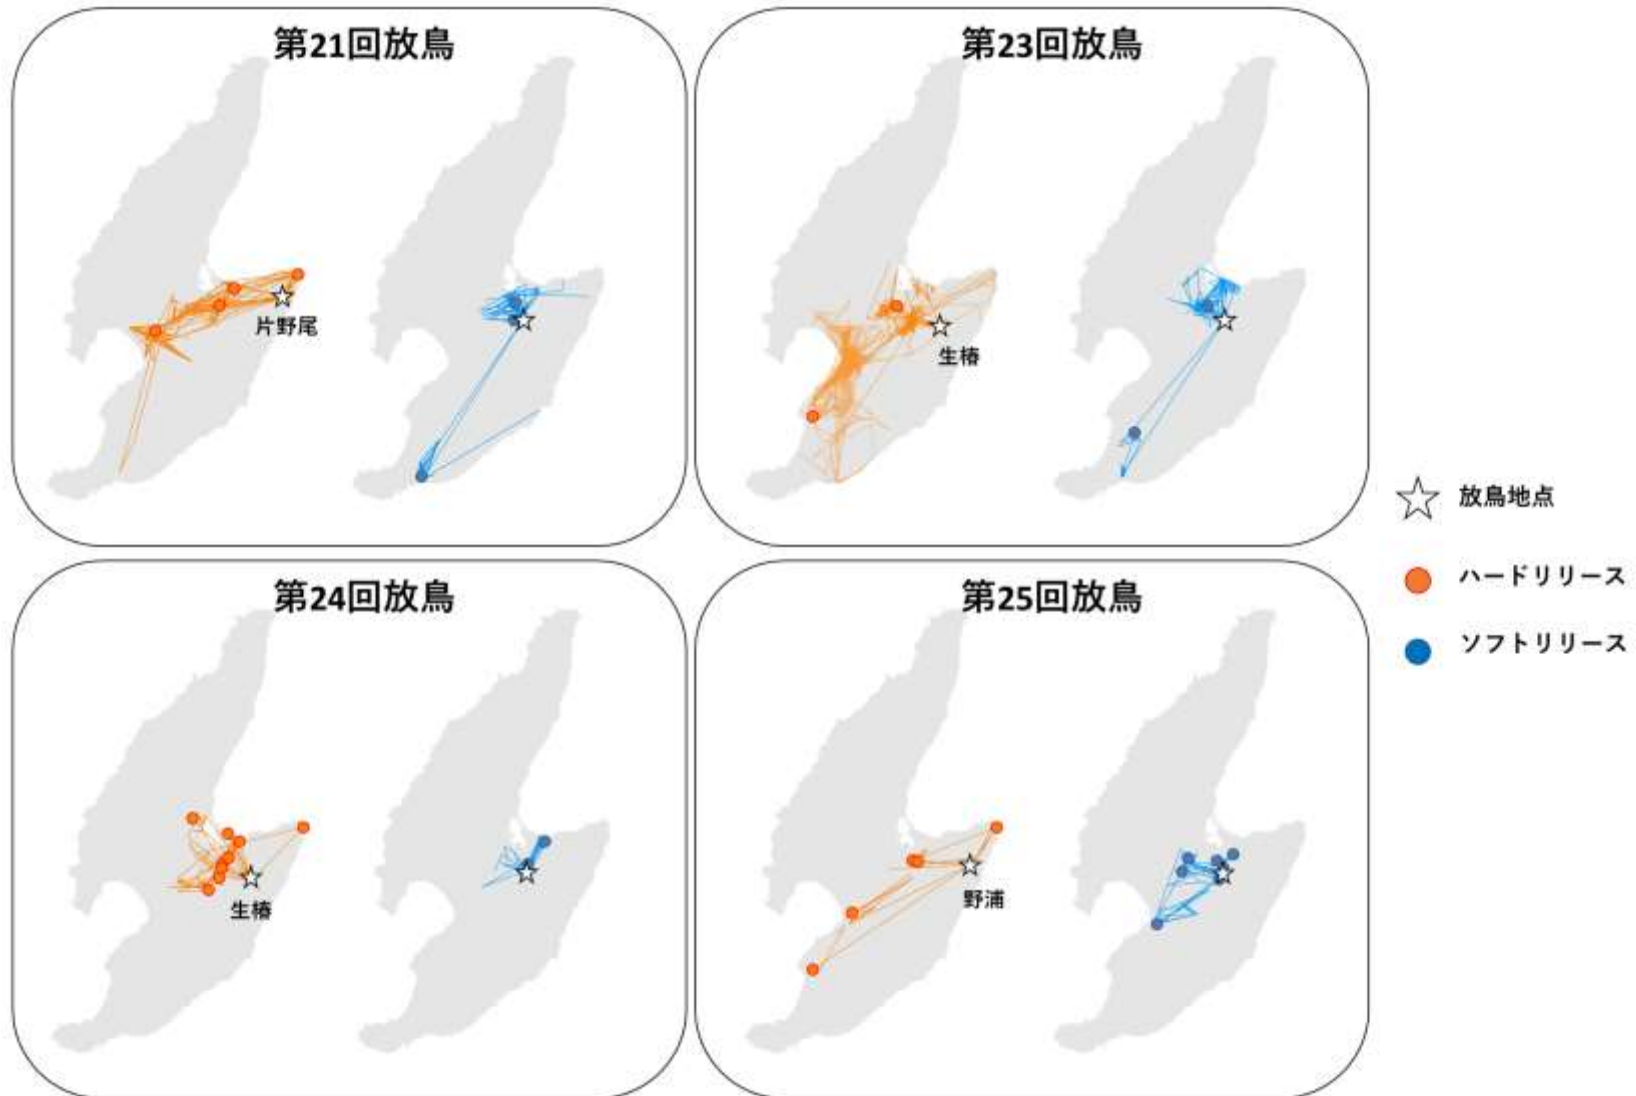 第21回放鳥
片野尾
第23回放鳥
生椿
第24回放鳥
生椿
第25回放鳥
野浦
放鳥地点
ハードリリース
ソフトリリース